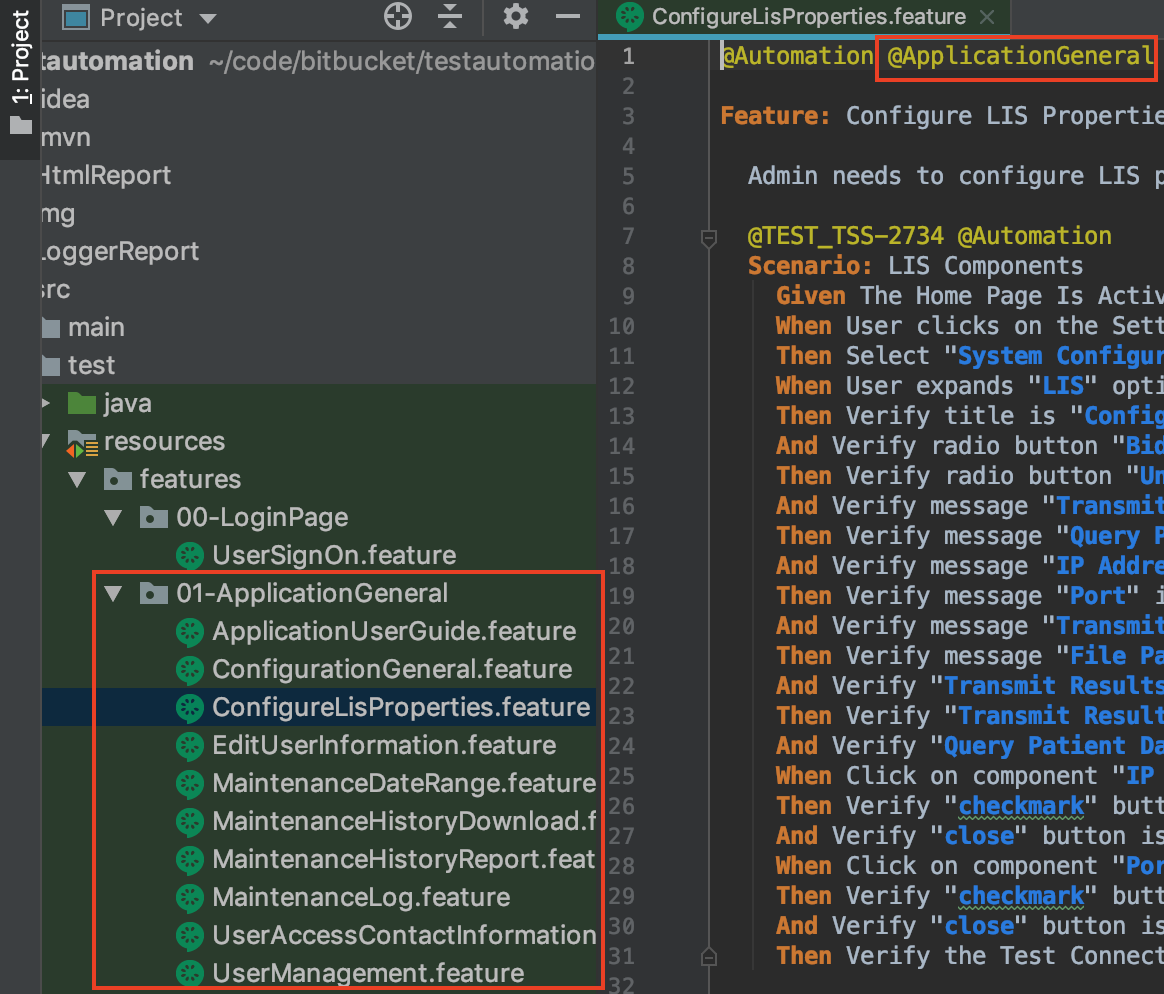 1: Project
Project
tautomation ~/code/bitbucket/testautomatio
idea
mvn
HtmlReport
mg
LoggerReport
src
main
test
java
resources
features
00-LoginPage
UserSignOn.feature
01-ApplicationGeneral
ApplicationUserGuide.feature
ConfigurationGeneral.feature
ConfigureLisProperties.feature
EditUserInformation.feature
MaintenanceDateRange.feature
MaintenanceHistoryDownload.f
MaintenanceHistoryReport.feat
MaintenanceLog.feature
UserAccessContactInformation
UserManagement.feature
ConfigureLisProperties.feature
1 @Automation @ApplicationGeneral
2
3 Feature: Configure LIS Propertie
4
5 Admin needs to configure LIS p
6
7 @TEST_TSS-2734 @Automation
8 Scenario: LIS Components
9 Given The Home Page Is Activ
10 When User clicks on the Sett
11 Then Select "System Configur
12 When User expands "LIS" opti
13 Then Verify title is "Config
14 And Verify radio button "Bid
15 Then Verify radio button "Un
16 And Verify message "Transmit
17 Then Verify message "Query P
18 And Verify message "IP Addre
19 Then Verify message "Port" i
20 And Verify message "Transmit
21 Then Verify message "File Pa
22 And Verify "Transmit Results
23 Then Verify "Transmit Result
24 And Verify "Query Patient Da
25 When Click on component "IP
26 Then Verify "checkmark" butt
27 And Verify "close" button is
28 When Click on component "Por
29 Then Verify "checkmark" butt
30 And Verify "close" button is
31 Then Verify the Test Connect
32